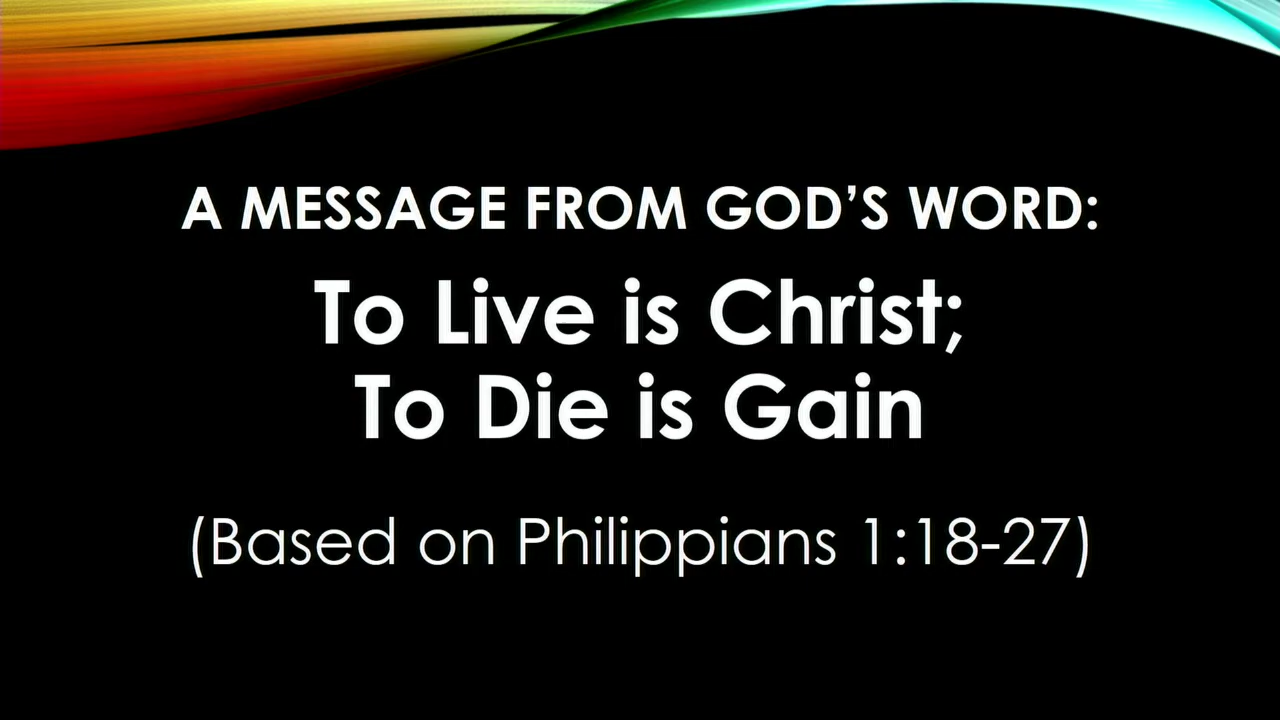 A MESSAGE FROM GOD’S WORD:
To Live is Christ;
To Die is Gain
(Based on Philippians 1:18-27)